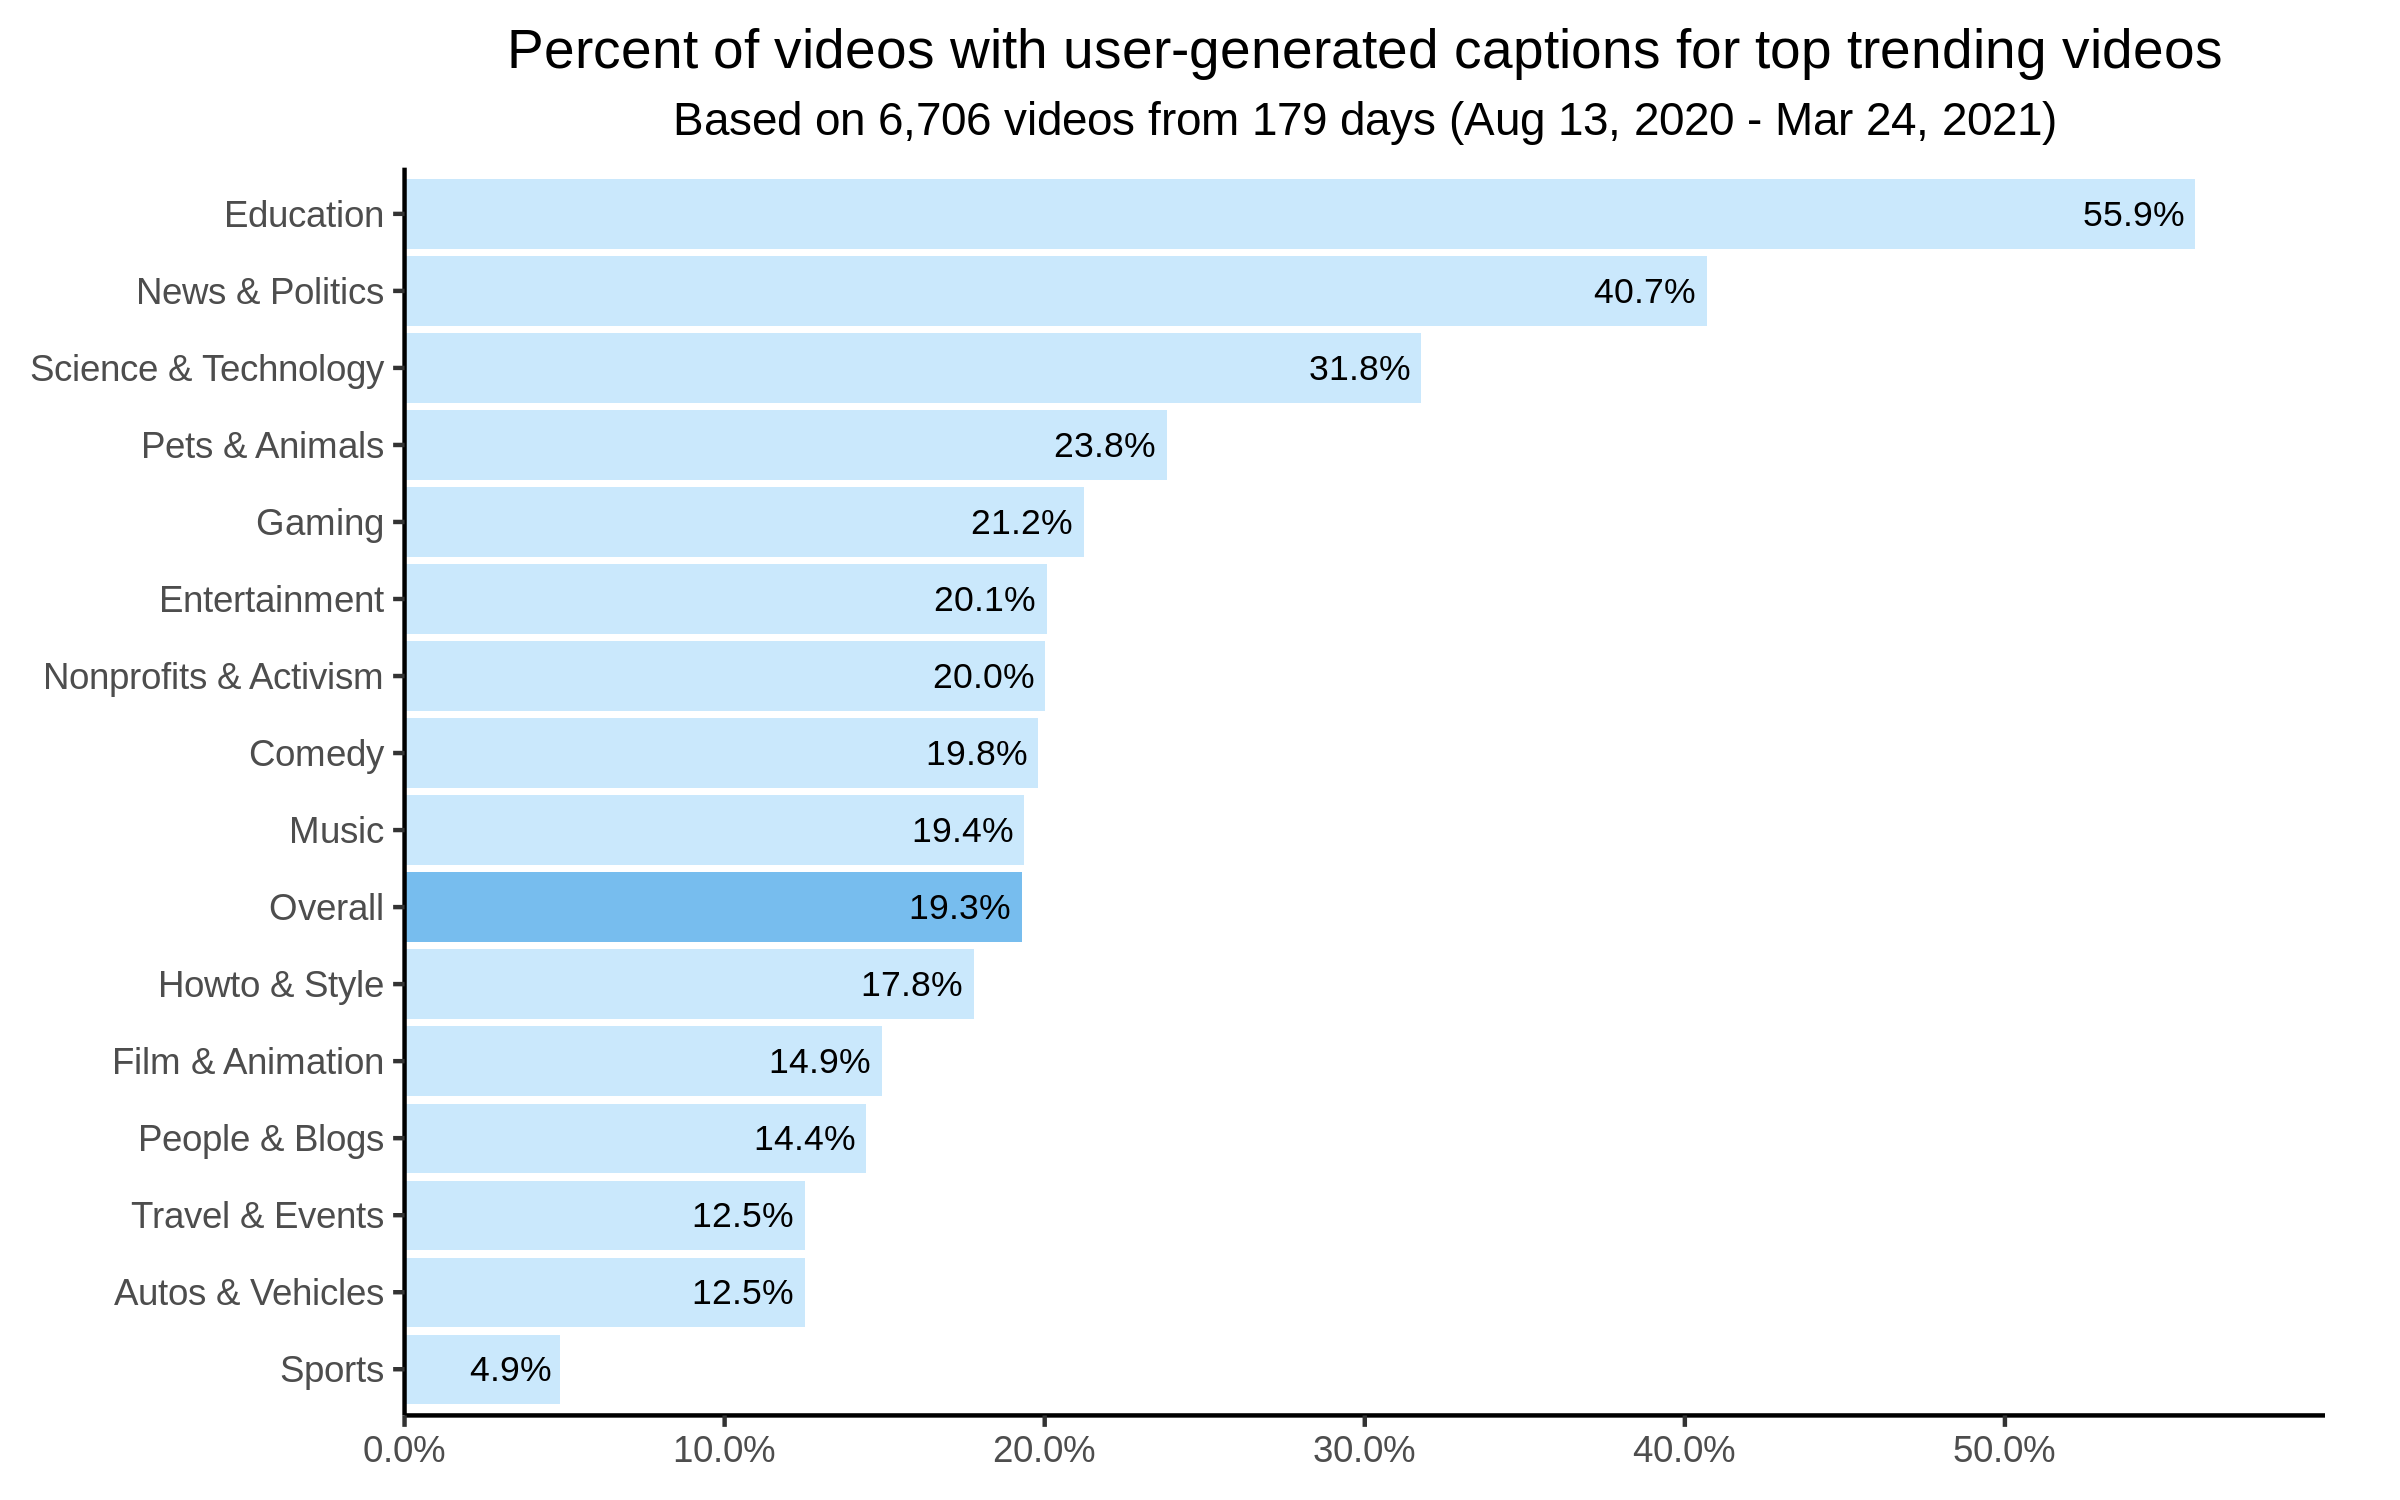 Percent of videos with user-generated captions for top trending videos
Based on 6,706 videos from 179 days (Aug 13, 2020 - Mar 24, 2021)
Education 55.9%
News & Politics 40.7%
Science & Technology 31.8%
Pets & Animals 23.8%
Gaming 21.2%
Entertainment 20.1%
Nonprofits & Activism 20.0%
Comedy 19.8%
Music 19.4%
Overall 19.3%
Howto & Style 17.8%
Film & Animation 14.9%
People & Blogs 14.4%
Travel & Events 12.5%
Autos & Vehicles 12.5%
Sports 4.9%
0.0% 10.0% 20.0% 30.0% 40.0% 50.0%